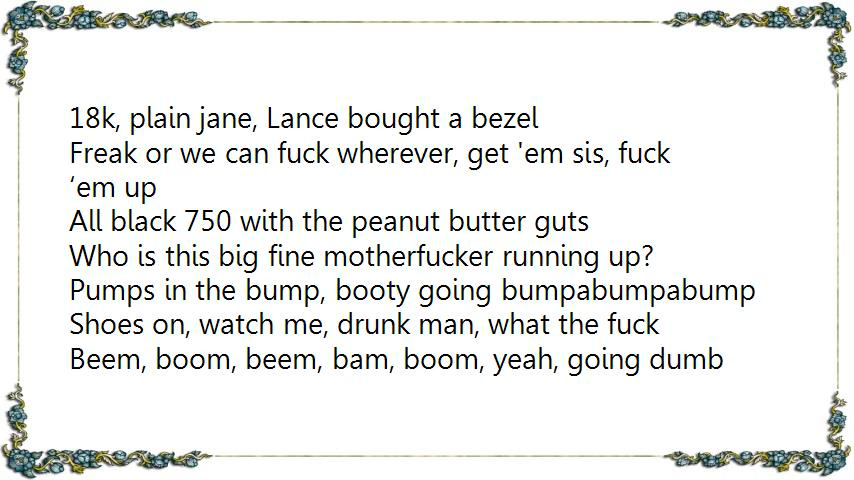 18k, plain jane, Lance bought a bezel
Freak or we can fuck wherever, get 'em sis, fuck
‘em up
All black 750 with the peanut butter guts
Who is this big fine motherfucker running up?
Pumps in the bump, booty going bumpabumpabump
Shoes on, watch me, drunk man, what the fuck
Beem, boom, beem, bam, boom, yeah, going dumb